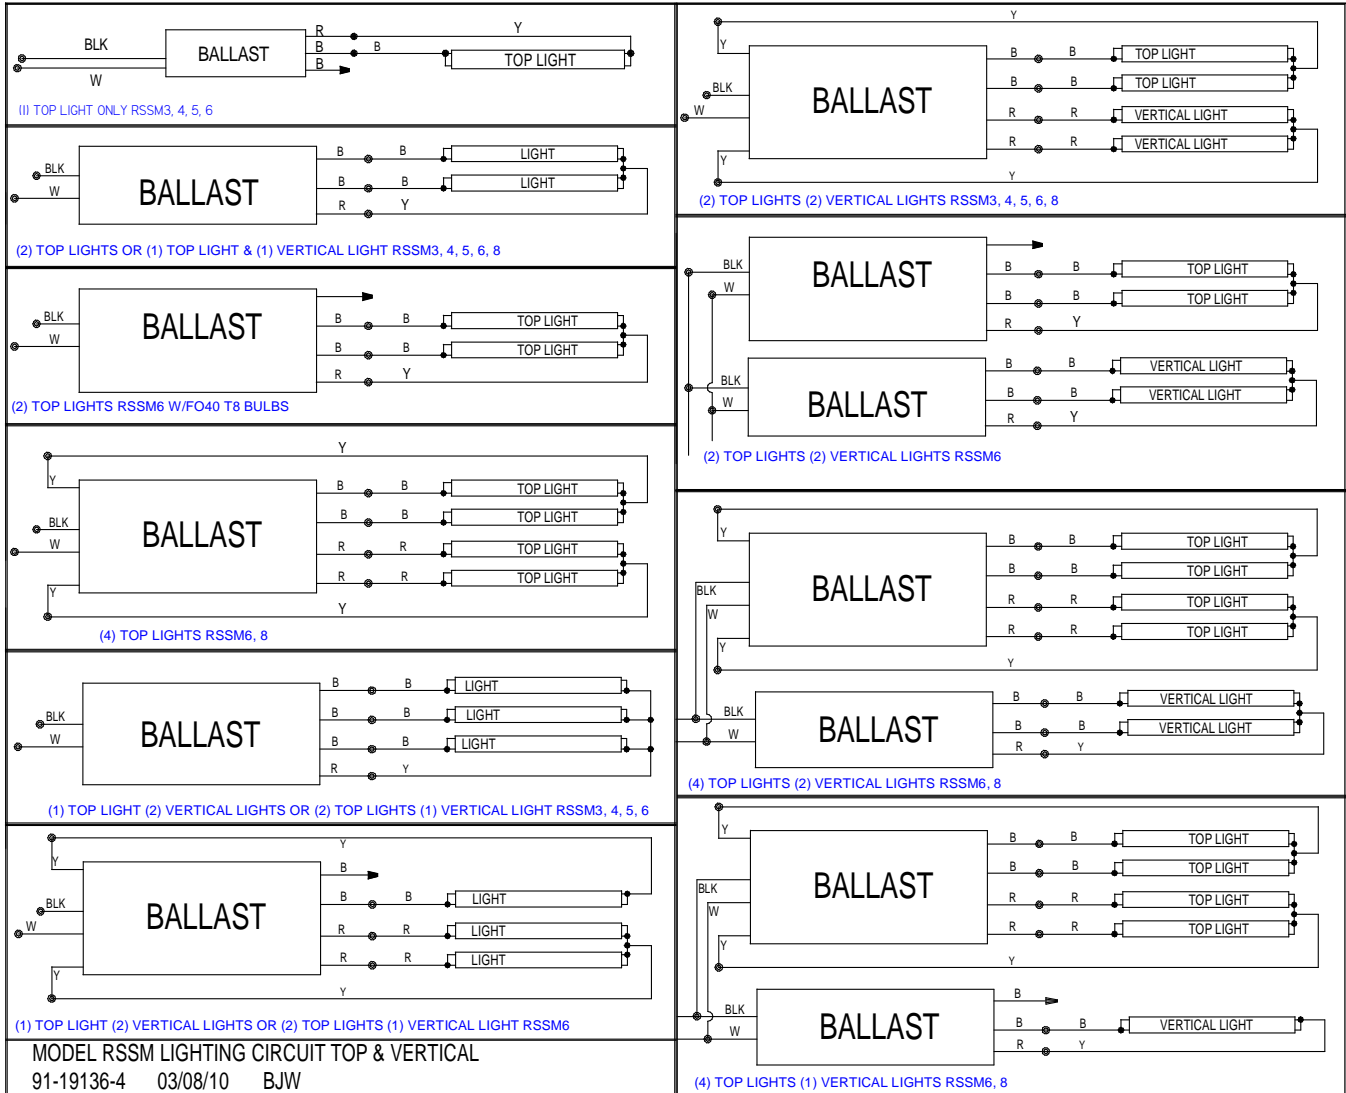 BLK
W
BALLAST
R
B
B
B
Y
TOP LIGHT
(I) TOP LIGHT ONLY RSSM3, 4, 5, 6
BLK
W
BALLAST
B
B
LIGHT
B
B
LIGHT
R
Y
(2) TOP LIGHTS OR (1) TOP LIGHT & (1) VERTICAL LIGHT RSSM3, 4, 5, 6, 8
BLK
W
BALLAST
B
B
TOP LIGHT
B
B
TOP LIGHT
R
Y
(2) TOP LIGHTS RSSM6 W/FO40 T8 BULBS
Y
Y
BLK
W
Y
BALLAST
B
B
TOP LIGHT
B
B
TOP LIGHT
R
R
TOP LIGHT
R
R
TOP LIGHT
Y
(4) TOP LIGHTS RSSM6, 8
BLK
W
BALLAST
B
B
LIGHT
B
B
LIGHT
B
B
LIGHT
R
Y
(1) TOP LIGHT (2) VERTICAL LIGHTS OR (2) TOP LIGHTS (1) VERTICAL LIGHT RSSM3, 4, 5, 6
Y
Y
BLK
W
Y
BALLAST
B
B
B
LIGHT
R
R
LIGHT
R
R
LIGHT
Y
(1) TOP LIGHT (2) VERTICAL LIGHTS OR (2) TOP LIGHTS (1) VERTICAL LIGHT RSSM6
MODEL RSSM LIGHTING CIRCUIT TOP & VERTICAL
91-19136-4 03/08/10 BJW
Y
Y
BLK
W
Y
BALLAST
B
B
TOP LIGHT
B
B
TOP LIGHT
R
R
VERTICAL LIGHT
R
R
VERTICAL LIGHT
Y
(2) TOP LIGHTS (2) VERTICAL LIGHTS RSSM3, 4, 5, 6, 8
BLK
W
BALLAST
B
B
TOP LIGHT
B
B
TOP LIGHT
R
Y
BLK
W
BALLAST
B
B
VERTICAL LIGHT
B
B
VERTICAL LIGHT
R
Y
(2) TOP LIGHTS (2) VERTICAL LIGHTS RSSM6
Y
BLK
W
Y
BALLAST
B
B
TOP LIGHT
B
B
TOP LIGHT
R
R
TOP LIGHT
R
R
TOP LIGHT
Y
BLK
W
BALLAST
B
B
VERTICAL LIGHT
B
B
VERTICAL LIGHT
R
Y
(4) TOP LIGHTS (2) VERTICAL LIGHTS RSSM6, 8
Y
BLK
W
Y
BALLAST
B
B
TOP LIGHT
B
B
TOP LIGHT
R
R
TOP LIGHT
R
R
TOP LIGHT
Y
BLK
W
BALLAST
B
B
B
VERTICAL LIGHT
R
Y
(4) TOP LIGHTS (1) VERTICAL LIGHTS RSSM6, 8